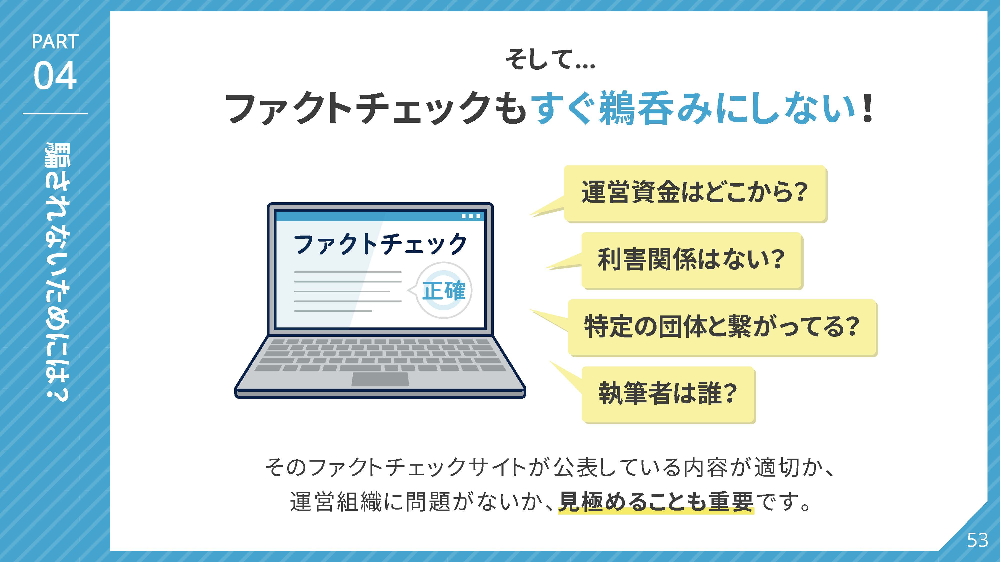 PART
04
騙されないためには？
そして…
ファクトチェックもすぐ鵜呑みにしない！
ファクトチェック
正確
運営資金はどこから？
利害関係はない？
特定の団体と繋がってる？
執筆者は誰？
そのファクトチェックサイトが公表している内容が適切か、
運営組織に問題がないか、見極めることも重要です。
53